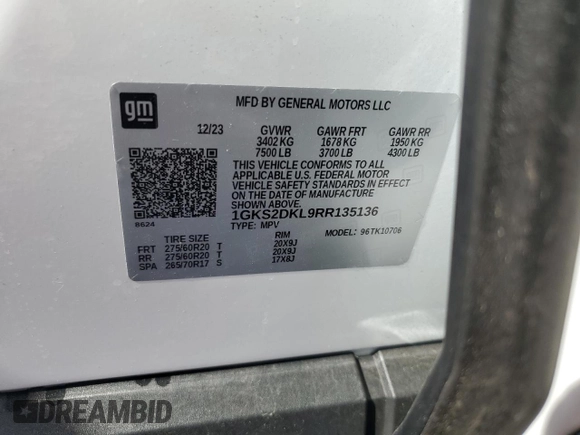 gm
MFD BY GENERAL MOTORS LLC
12/23 GVWR GAWR FRT GAWR RR
3402 KG 1678 KG 1950 KG
7500 LB 3700 LB 4300 LB
THIS VEHICLE CONFORMS TO ALL
APPLICABLE U.S. FEDERAL MOTOR
VEHICLE SAFETY STANDARDS IN EFFECT
ON THE DATE OF MANUFACTURE
SHOWN ABOVE.
1GKS2DKL9RR135136
8624
TYPE: MPV MODEL: 96TK10706
TIRE SIZE RIM
FRT 275/60R20 T 20X9J
RR 275/60R20 T 20X9J
SPA 265/70R17 S 17X8J
DREAMBID